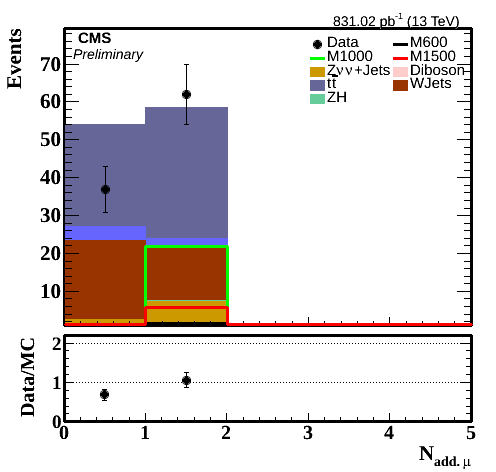 831.02 pb⁻¹ (13 TeV)
CMS
Preliminary
Data
M600
M1000
M1500
Zνν+Jets
Diboson
tt̄
WJets
ZH
Events
70
60
50
40
30
20
10
Data/MC
2
1
0
0 1 2 3 4 5
N_add. μ